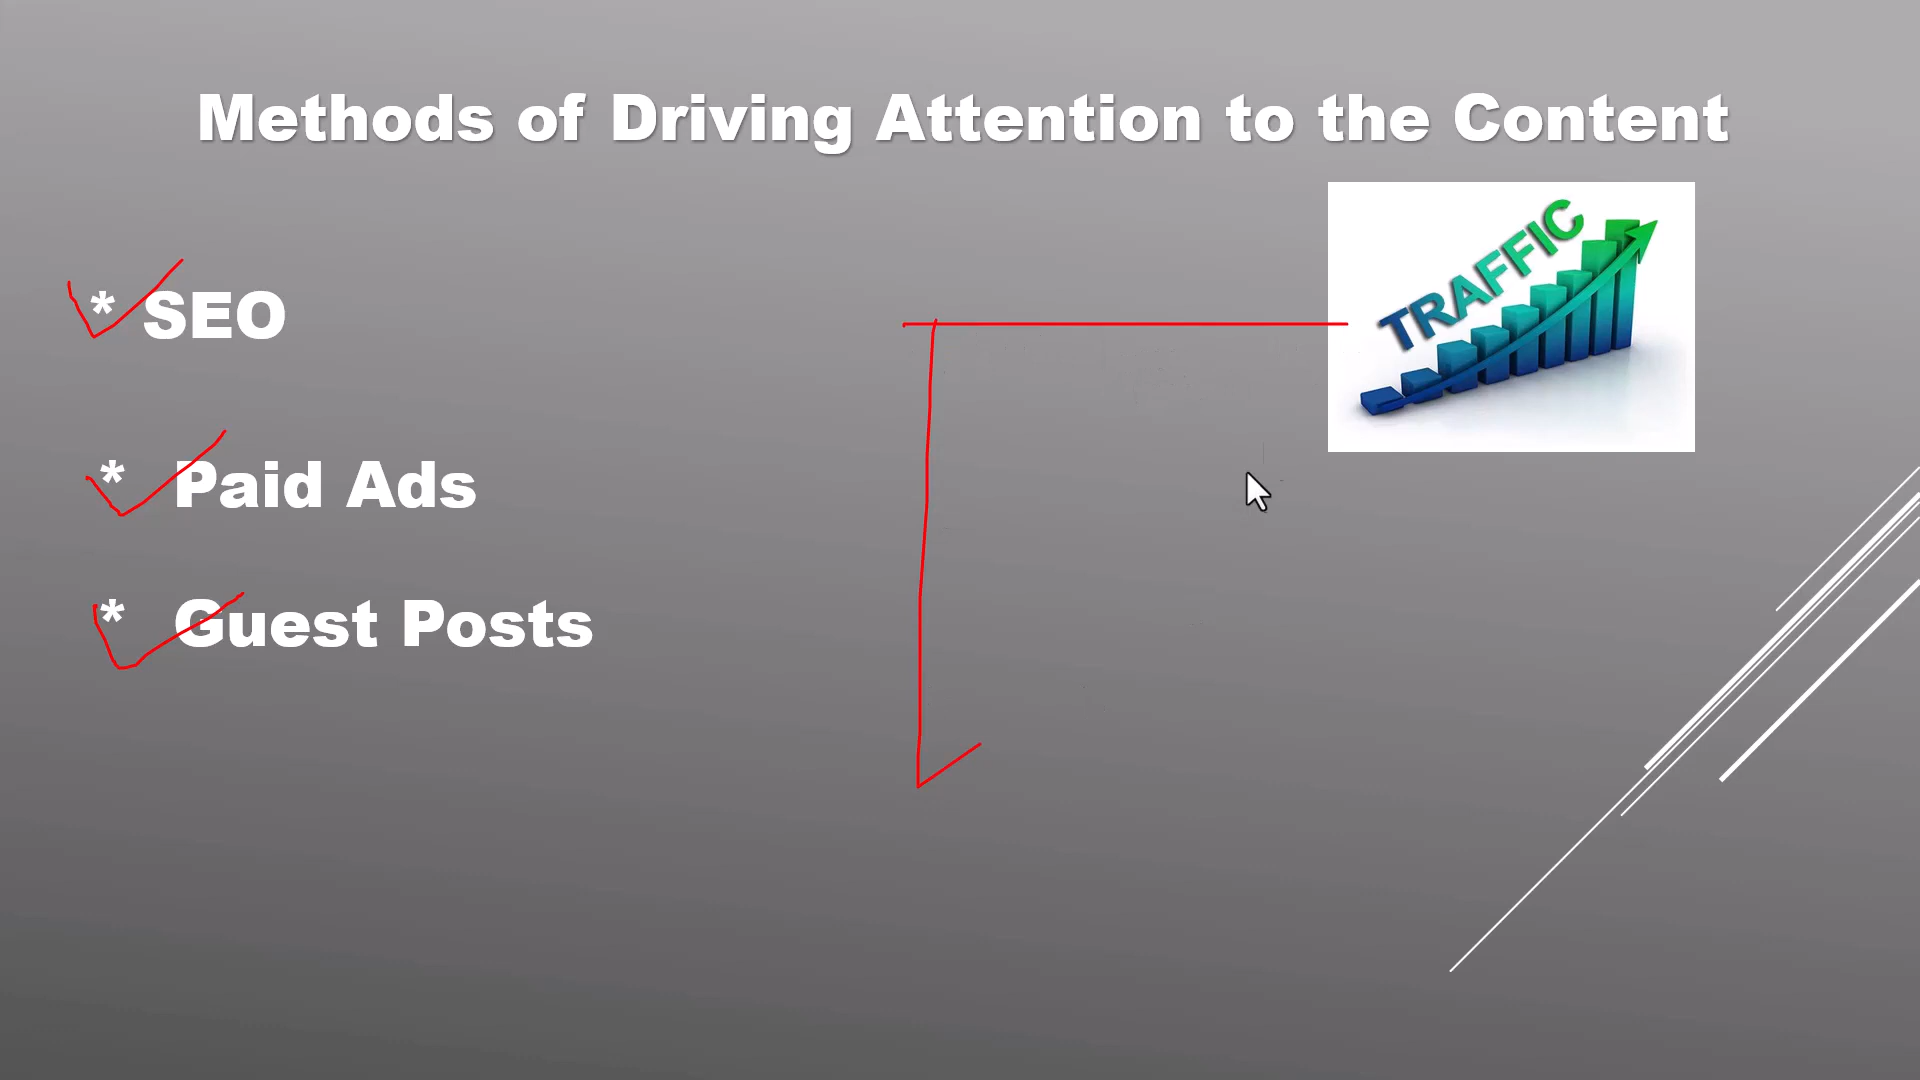 Methods of Driving Attention to the Content
TRAFFIC
* SEO
* Paid Ads
* Guest Posts